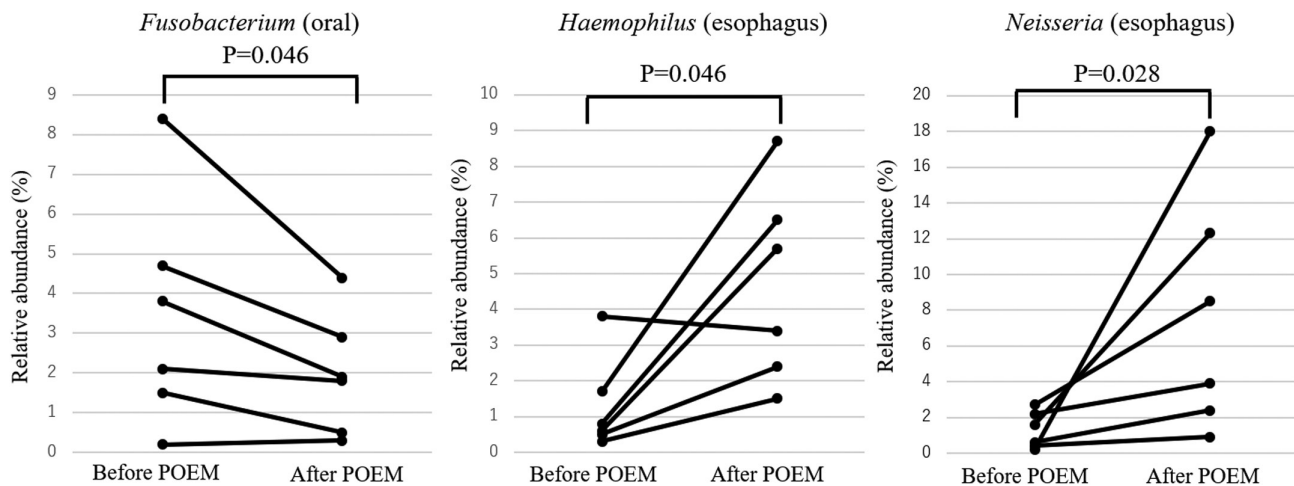 Fusobacterium (oral)
P=0.046
9
8
7
6
5
4
3
2
1
0
Relative abundance (%)
Before POEM
After POEM
Haemophilus (esophagus)
P=0.046
10
9
8
7
6
5
4
3
2
1
0
Relative abundance (%)
Before POEM
After POEM
Neisseria (esophagus)
P=0.028
20
18
16
14
12
10
8
6
4
2
0
Relative abundance (%)
Before POEM
After POEM